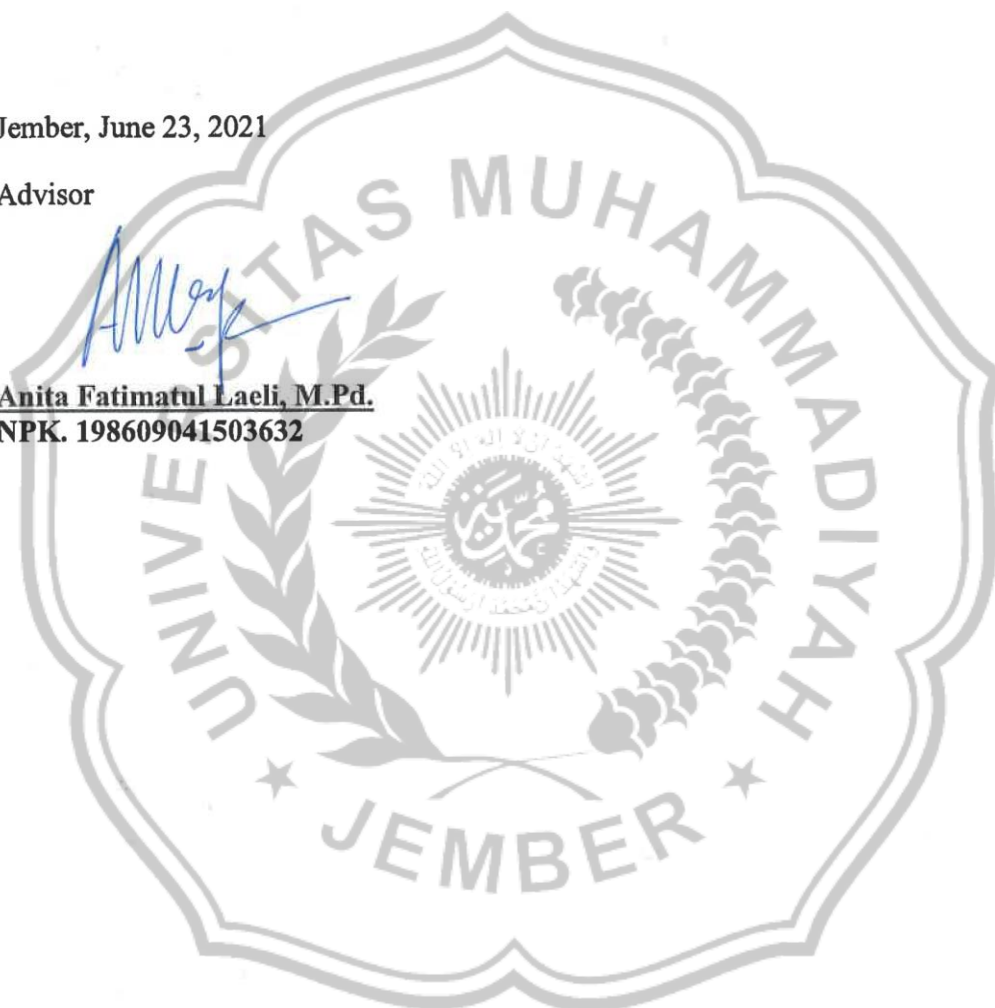 Jember, June 23, 2021
Advisor
Anita Fatimatul Laeli, M.Pd.
NPK. 198609041503632
UNIVERSITAS MUHAMMADIYAH
JEMBER